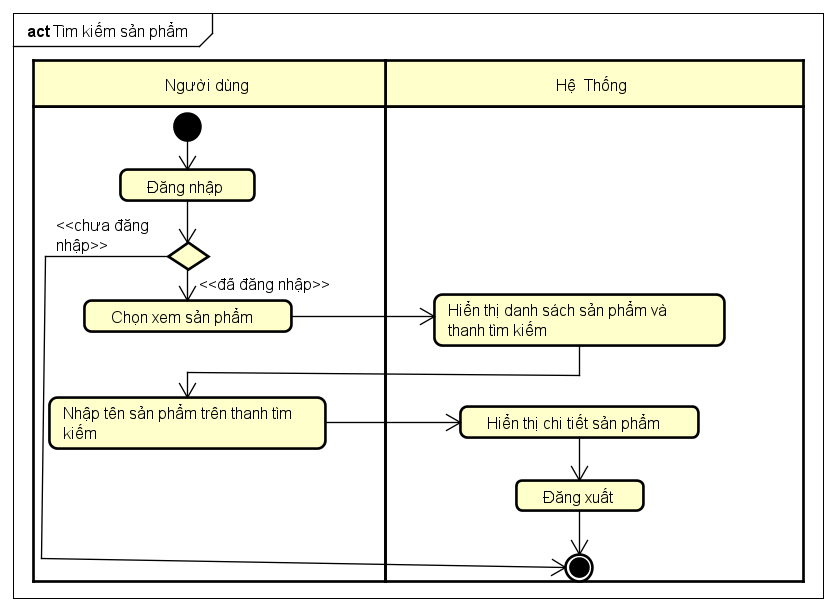 act Tìm kiếm sản phẩm
Người dùng
Hệ Thống
Đăng nhập
<<chưa đăng
nhập>>
<<đã đăng nhập>>
Chọn xem sản phẩm
Hiển thị danh sách sản phẩm và
thanh tìm kiếm
Nhập tên sản phẩm trên thanh tìm
kiếm
Hiển thị chi tiết sản phẩm
Đăng xuất